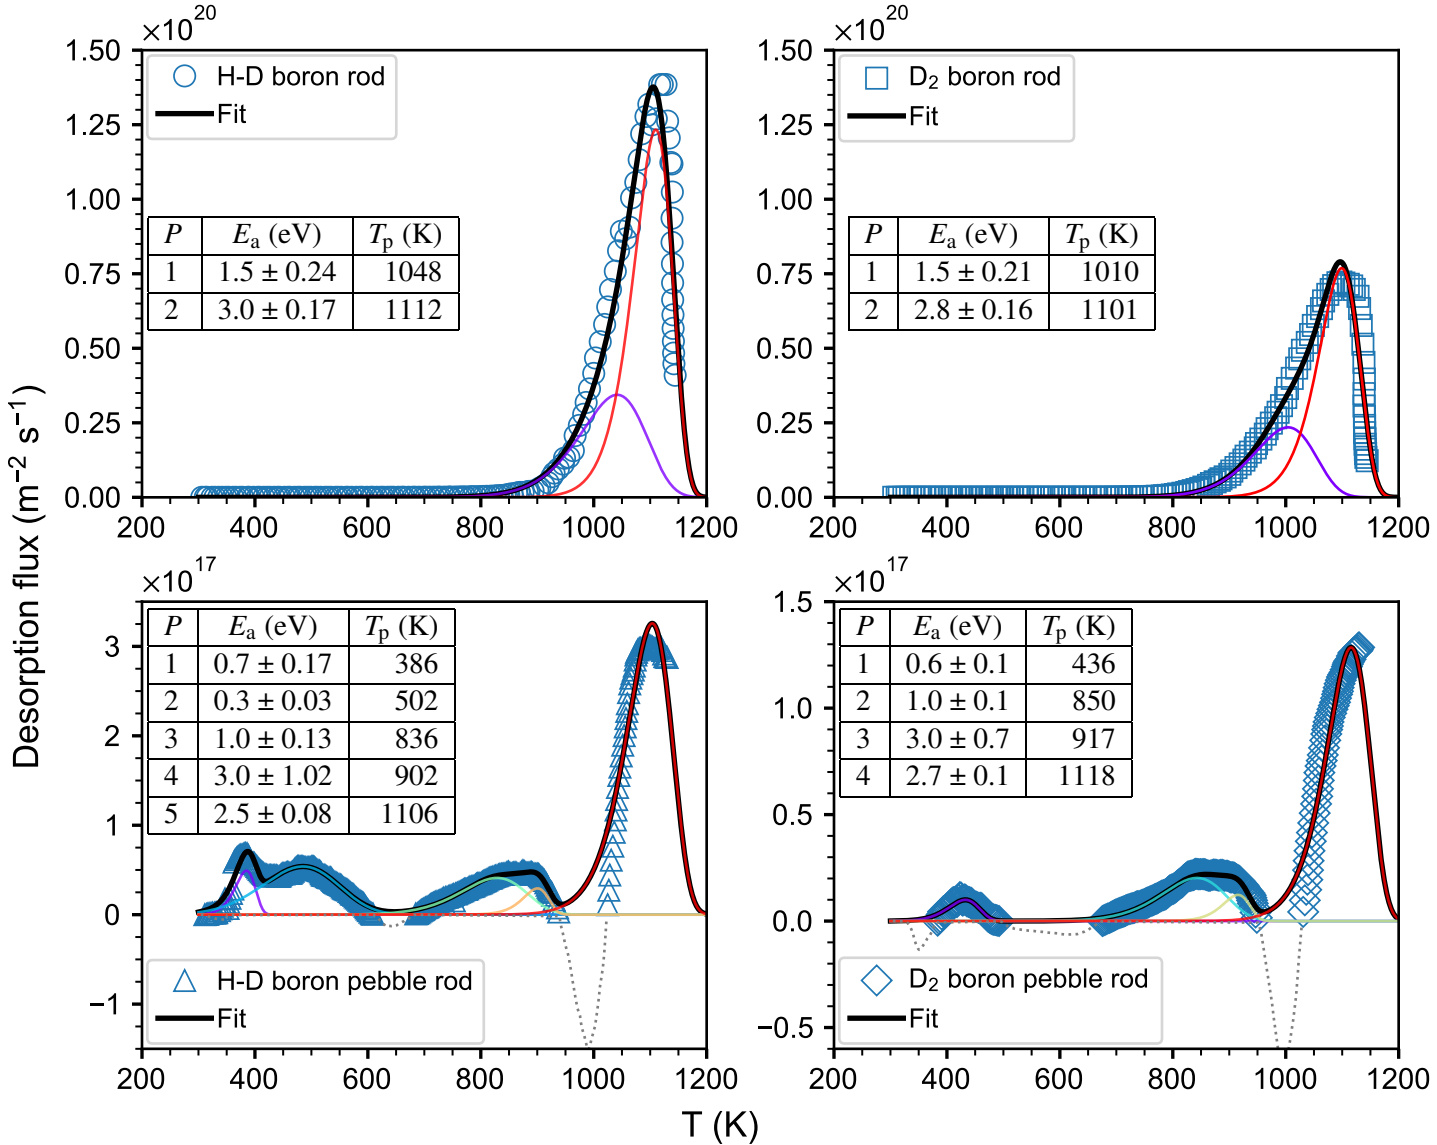 ×10²⁰
1.50
1.25
1.00
0.75
0.50
0.25
0.00
H-D boron rod
Fit
P Eₐ (eV) Tₚ (K)
1 1.5 ± 0.24 1048
2 3.0 ± 0.17 1112
200 400 600 800 1000 1200
×10²⁰
1.50
1.25
1.00
0.75
0.50
0.25
0.00
D₂ boron rod
Fit
P Eₐ (eV) Tₚ (K)
1 1.5 ± 0.21 1010
2 2.8 ± 0.16 1101
200 400 600 800 1000 1200
Desorption flux (m⁻² s⁻¹)
×10¹⁷
3
2
1
0
−1
P Eₐ (eV) Tₚ (K)
1 0.7 ± 0.17 386
2 0.3 ± 0.03 502
3 1.0 ± 0.13 836
4 3.0 ± 1.02 902
5 2.5 ± 0.08 1106
H-D boron pebble rod
Fit
200 400 600 800 1000 1200
×10¹⁷
1.5
1.0
0.5
0.0
−0.5
P Eₐ (eV) Tₚ (K)
1 0.6 ± 0.1 436
2 1.0 ± 0.1 850
3 3.0 ± 0.7 917
4 2.7 ± 0.1 1118
D₂ boron pebble rod
Fit
200 400 600 800 1000 1200
T (K)